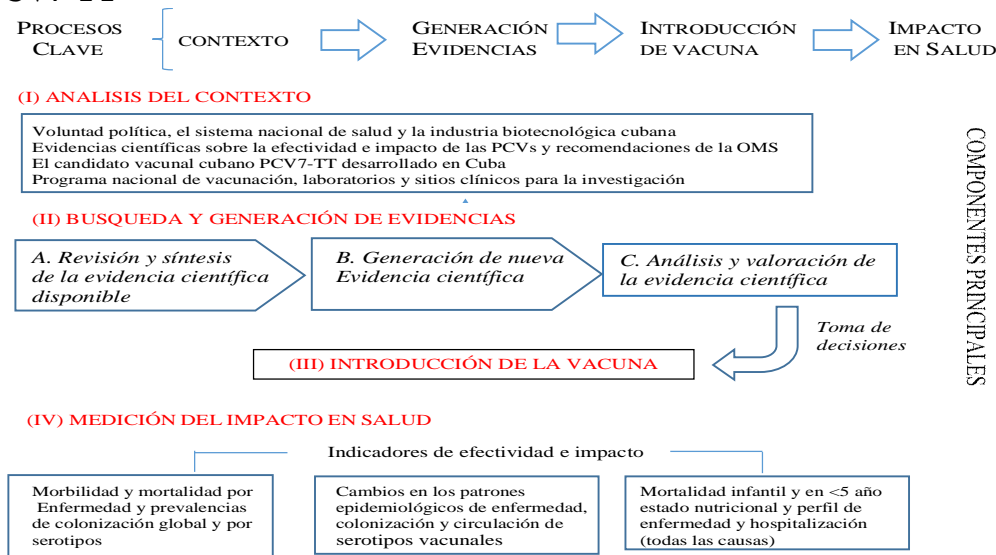 PROCESOS
CLAVE
CONTEXTO
GENERACIÓN
EVIDENCIAS
INTRODUCCIÓN
DE VACUNA
IMPACTO
EN SALUD
(I) ANALISIS DEL CONTEXTO
Voluntad política, el sistema nacional de salud y la industria biotecnológica cubana
Evidencias científicas sobre la efectividad e impacto de las PCVs y recomendaciones de la OMS
El candidato vacunal cubano PCV7-TT desarrollado en Cuba
Programa nacional de vacunación, laboratorios y sitios clínicos para la investigación
(II) BUSQUEDA Y GENERACIÓN DE EVIDENCIAS
A. Revisión y síntesis
de la evidencia científica
disponible
B. Generación de nueva
Evidencia científica
C. Análisis y valoración de
la evidencia científica
Toma de
decisiones
(III) INTRODUCCIÓN DE LA VACUNA
(IV) MEDICIÓN DEL IMPACTO EN SALUD
Indicadores de efectividad e impacto
Morbilidad y mortalidad por
Enfermedad y prevalencias
de colonización global y por
serotipos
Cambios en los patrones
epidemiológicos de enfermedad,
colonización y circulación de
serotipos vacunales
Mortalidad infantil y en <5 año
estado nutricional y perfil de
enfermedad y hospitalización
(todas las causas)
COMPONENTES PRINCIPALES